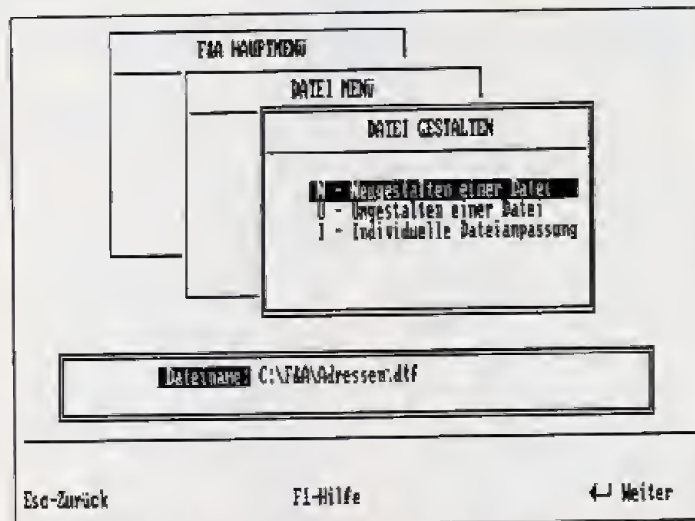 F&A HAUPTMENÜ
DATEI MENÜ
DATEI GESTALTEN
N - Neugestalten einer Datei
U - Umgestalten einer Datei
I - Individuelle Dateianpassung
Dateiname: C:\F&A\Adressen.dtf
Esc-Zurück
F1-Hilfe
↵ Weiter